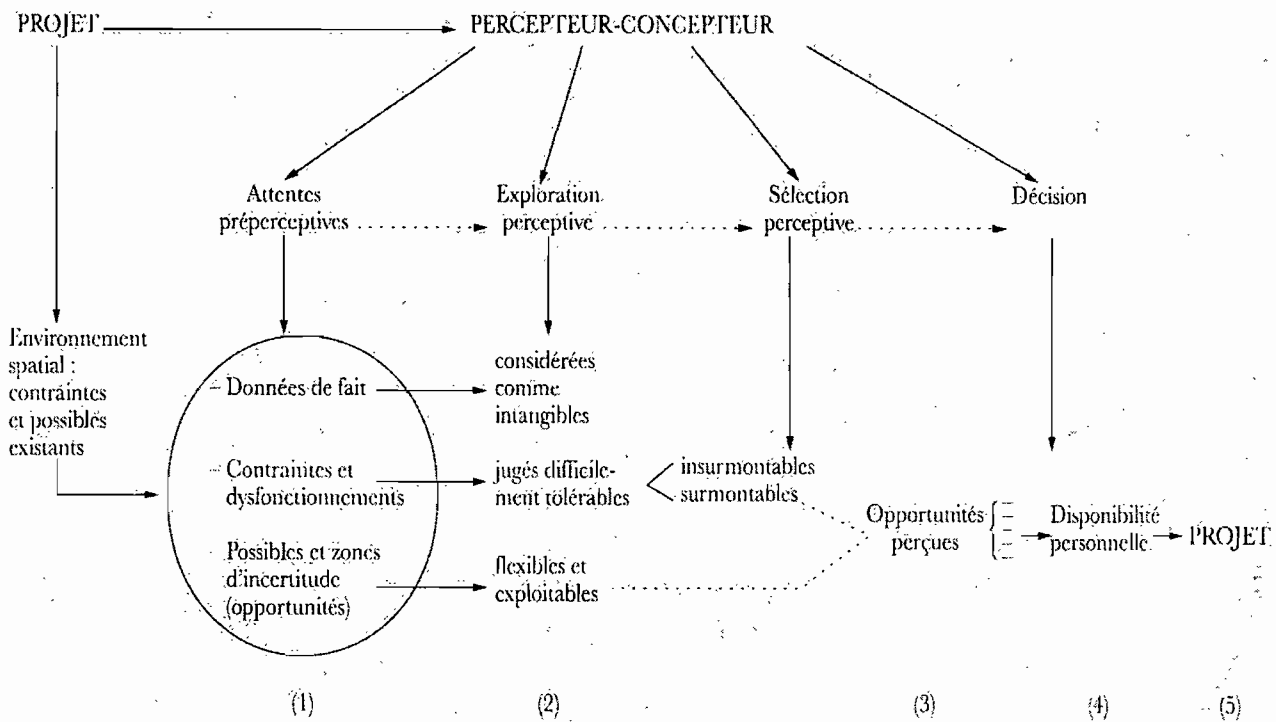 PROJET
PERCEPTEUR-CONCEPTEUR
Attentes
préperceptives
Exploration
perceptive
Sélection
perceptive
Décision
Environnement
spatial :
contraintes
et possibles
existants
– Données de fait
considérées
comme
intangibles
– Contraintes et
dysfonctionnements
jugés difficile-
ment tolérables
insurmontables
surmontables
Possibles et zones
d'incertitude
(opportunités)
flexibles et
exploitables
Opportunités
perçues
Disponibilité
personnelle
PROJET
(1)
(2)
(3)
(4)
(5)